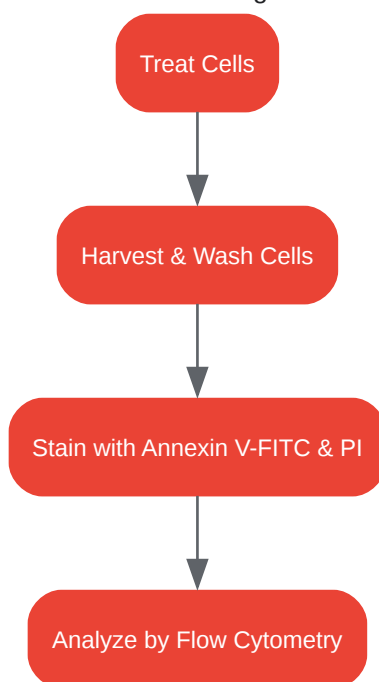 Treat Cells
Harvest & Wash Cells
Stain with Annexin V-FITC & PI
Analyze by Flow Cytometry